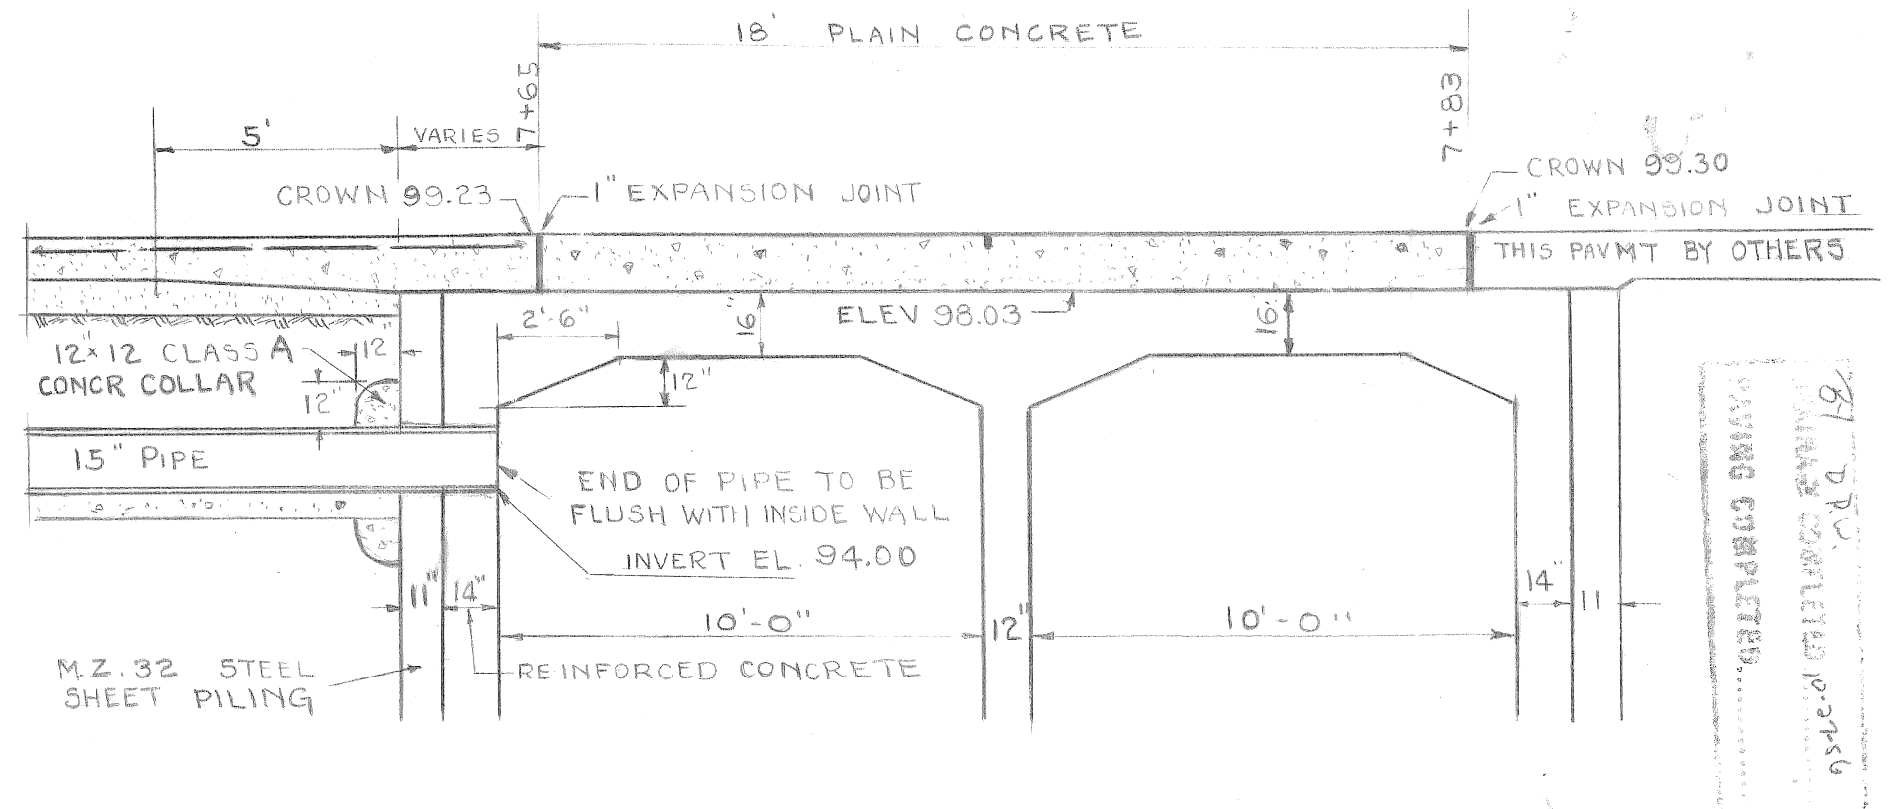 18' PLAIN CONCRETE
7+65
7+83
5'
VARIES
CROWN 99.23
1" EXPANSION JOINT
CROWN 99.30
1" EXPANSION JOINT
THIS PAVMT BY OTHERS
2'-6"
16"
ELEV 98.03
16"
12"x 12 CLASS A
CONCR COLLAR
12"
12"
12"
15" PIPE
END OF PIPE TO BE
FLUSH WITH INSIDE WALL
INVERT EL. 94.00
11"
14"
10'-0"
12"
10'-0"
14"
11
M.Z.32 STEEL
SHEET PILING
REINFORCED CONCRETE
PAVING COMPLETED